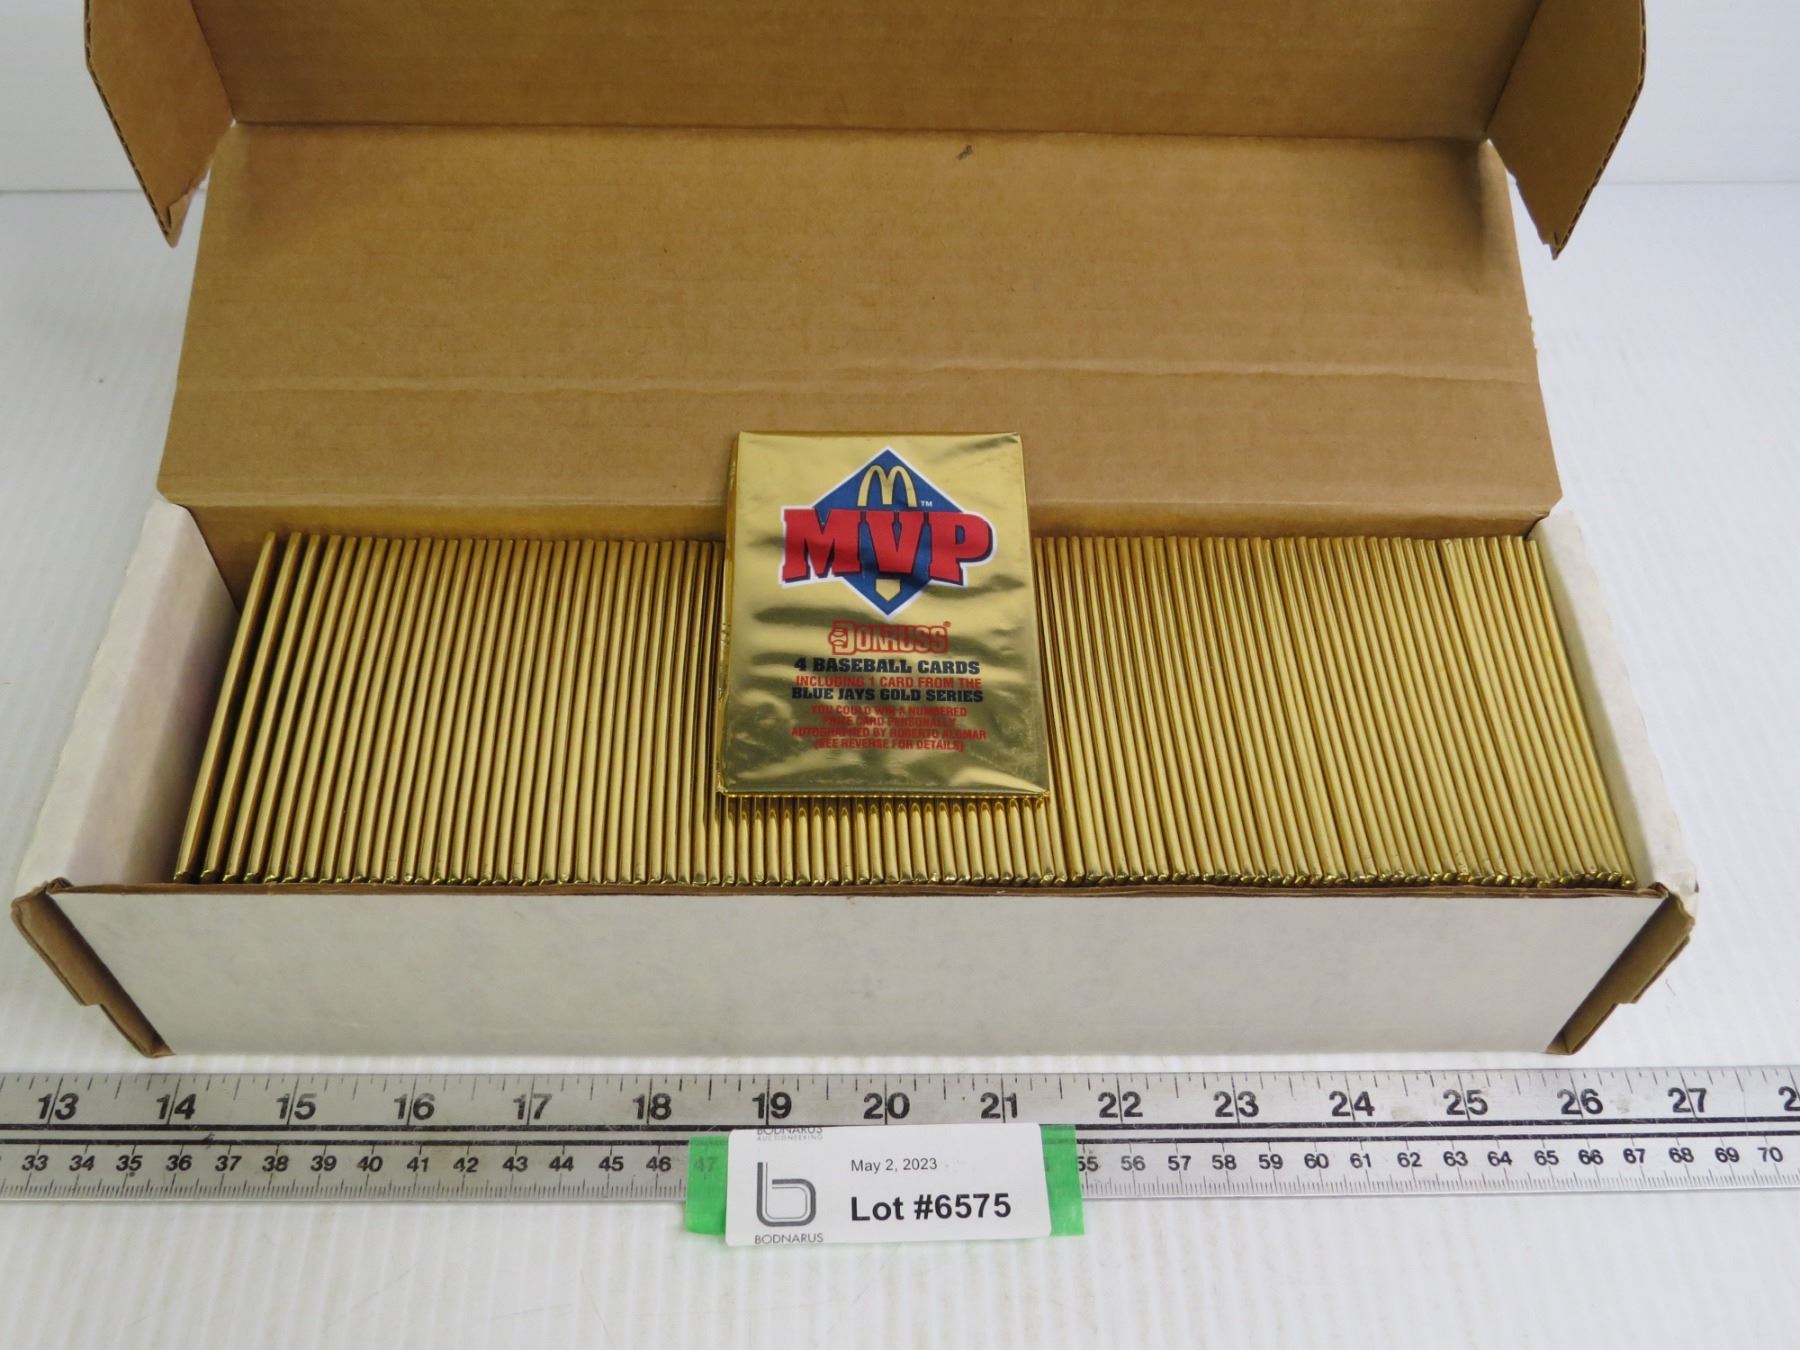 M
TM
MVP
DONRUSS®
4 BASEBALL CARDS
INCLUDING 1 CARD FROM THE
BLUE JAYS GOLD SERIES
YOU COULD WIN A NUMBERED
PRIZE CARD PERSONALLY
AUTOGRAPHED BY ROBERTO ALOMAR
(SEE REVERSE FOR DETAILS)
13 14 15 16 17 18 19 20 21 22 23 24 25 26 27 2
33 34 35 36 37 38 39 40 41 42 43 44 45 46 47 55 56 57 58 59 60 61 62 63 64 65 66 67 68 69 70
BODNARUS
AUCTIONEERING
May 2, 2023
Lot #6575
BODNARUS